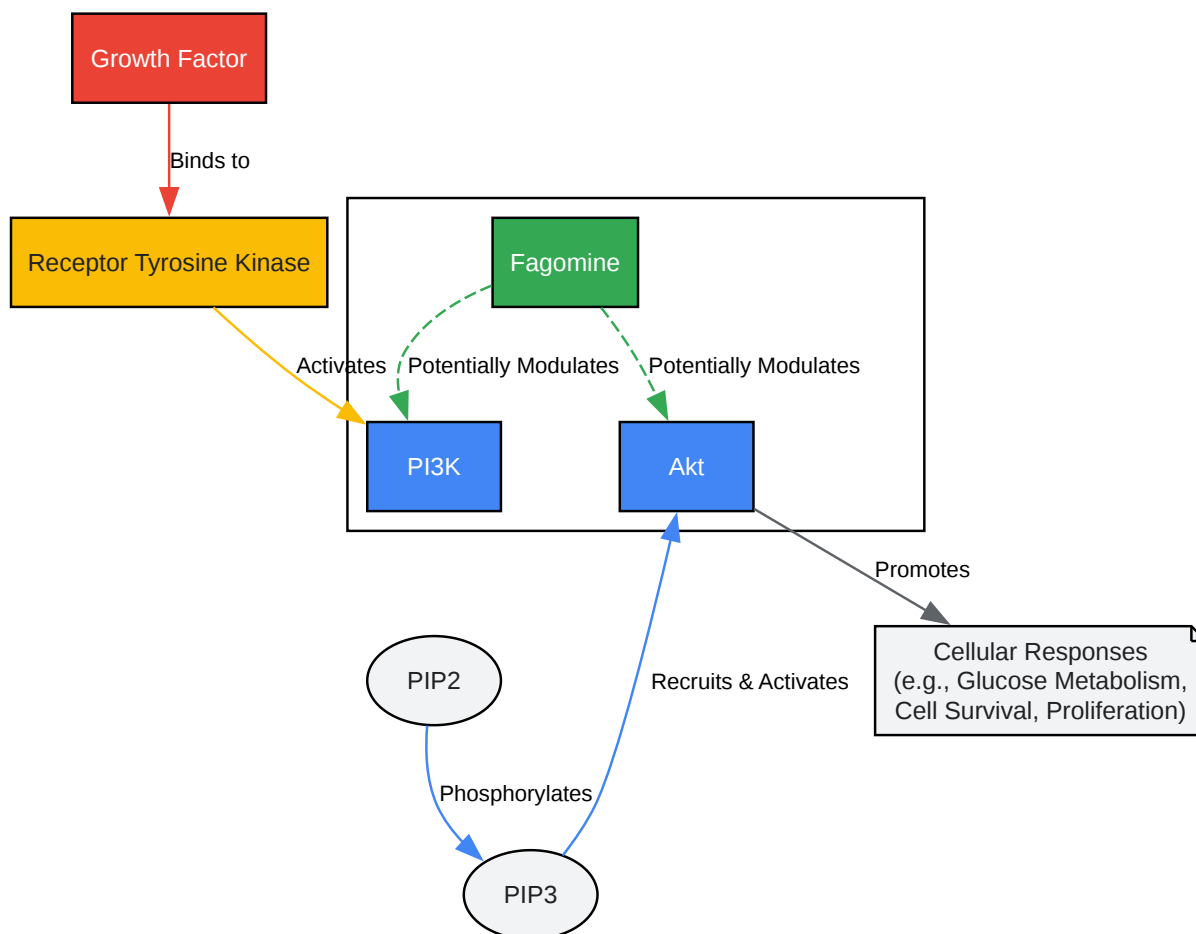 Growth Factor
Binds to
Receptor Tyrosine Kinase
Fagomine
Activates
Potentially Modulates
Potentially Modulates
PI3K
Akt
Promotes
Cellular Responses
(e.g., Glucose Metabolism,
Cell Survival, Proliferation)
PIP2
Recruits & Activates
Phosphorylates
PIP3